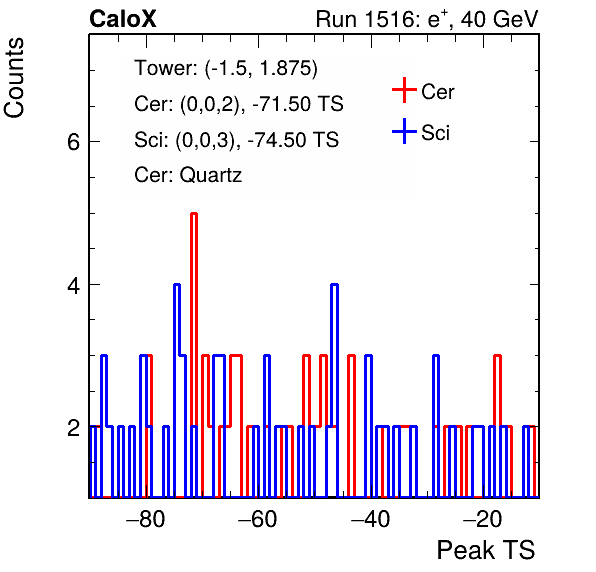 CaloX
Run 1516: e+, 40 GeV
Counts
Tower: (-1.5, 1.875)
Cer: (0,0,2), -71.50 TS
Sci: (0,0,3), -74.50 TS
Cer: Quartz
Cer
Sci
6
4
2
−80
−60
−40
−20
Peak TS